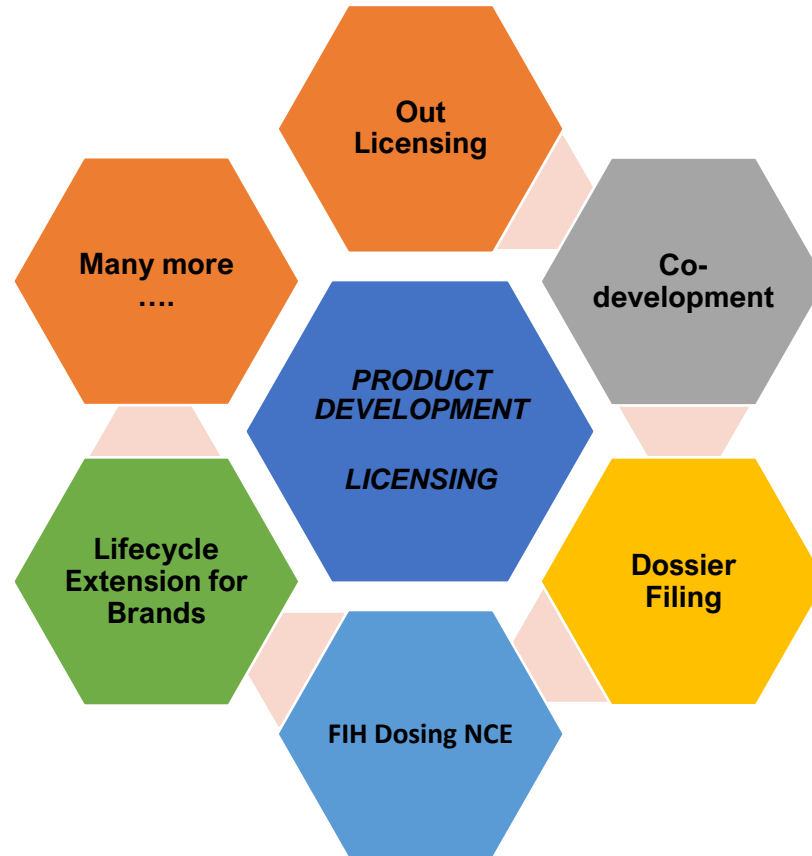 Out
Licensing
Co-
development
Dossier
Filing
FIH Dosing NCE
Lifecycle
Extension for
Brands
Many more
….
PRODUCT
DEVELOPMENT
LICENSING